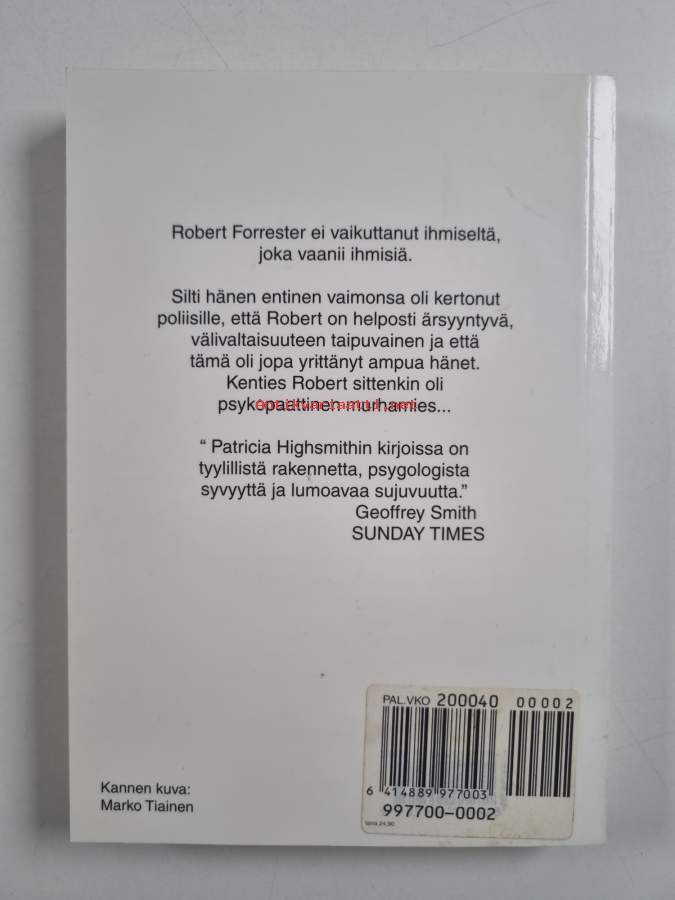 Robert Forrester ei vaikuttanut ihmiseltä,
joka vaanii ihmisiä.
Silti hänen entinen vaimonsa oli kertonut
poliisille, että Robert on helposti ärsyyntyvä,
välivaltaisuuteen taipuvainen ja että
tämä oli jopa yrittänyt ampua hänet.
Kenties Robert sittenkin oli
psykopaattinen murhamies...
antikvariaatti.net
“ Patricia Highsmithin kirjoissa on
tyylillistä rakennetta, psygologista
syvyyttä ja lumoavaa sujuvuutta.”
Geoffrey Smith
SUNDAY TIMES
PAL.VKO 200040 00002
6 414889 977003
997700-0002
Kannen kuva:
Marko Tiainen